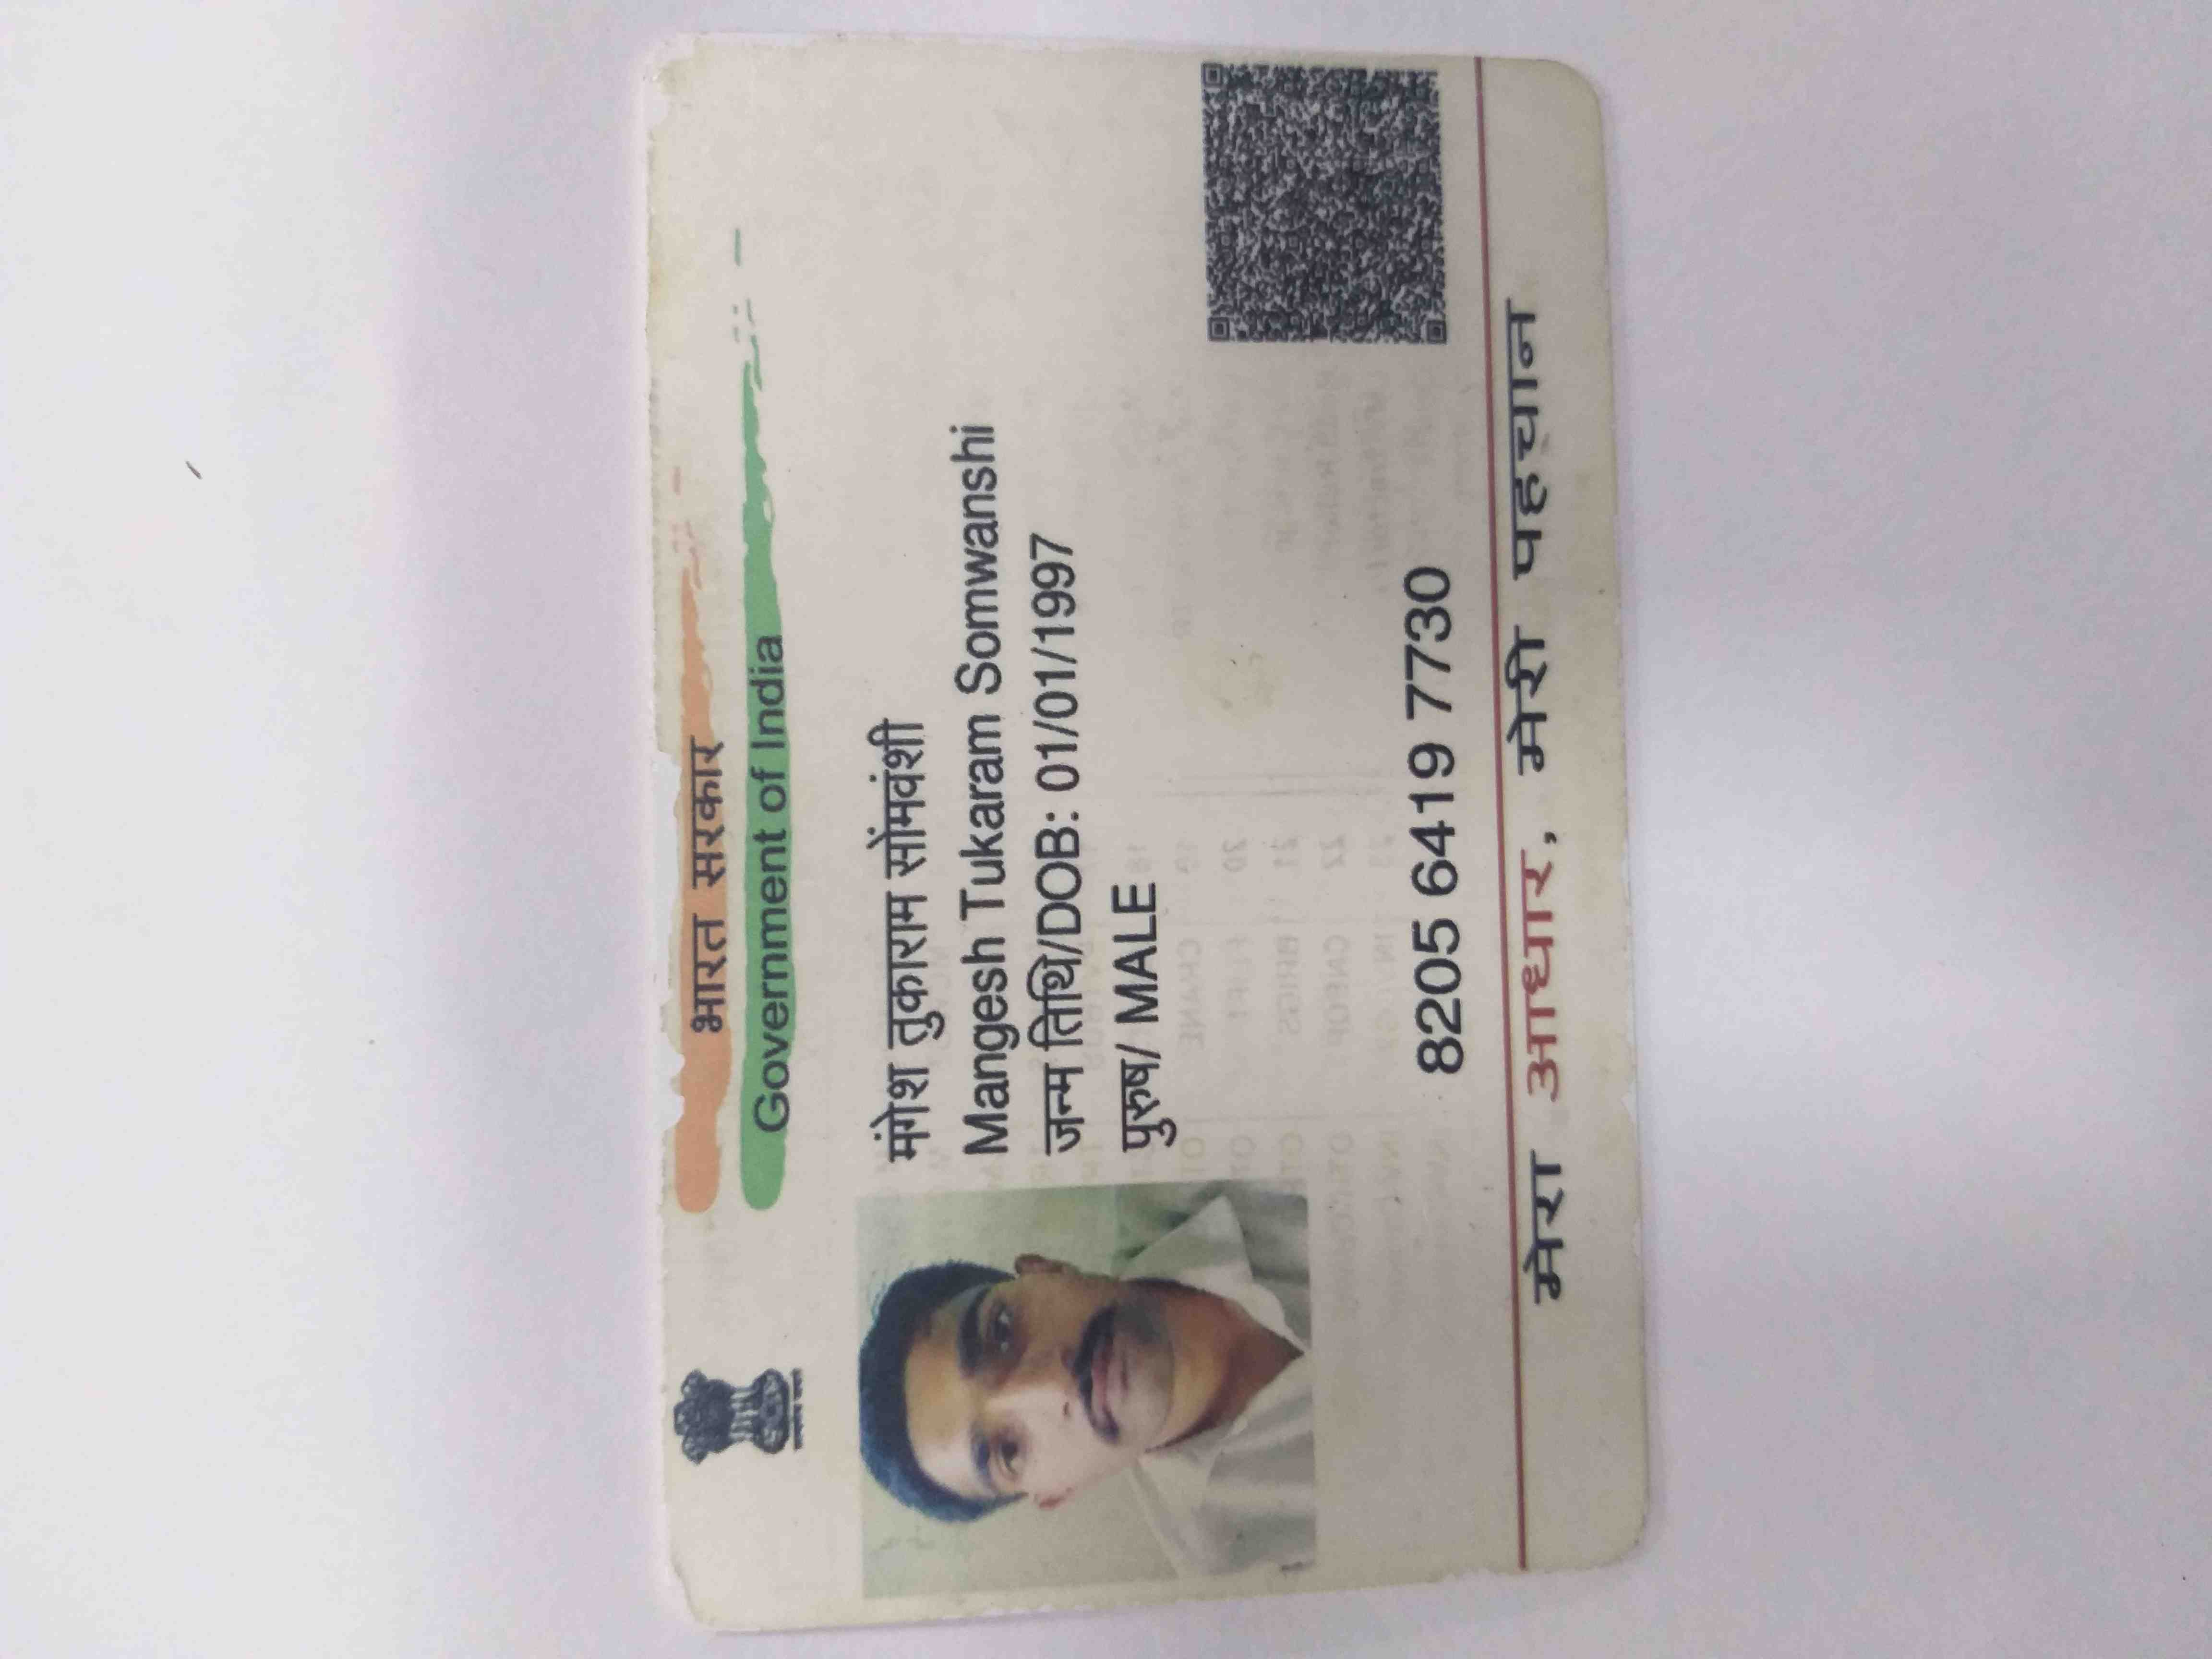 भारत सरकार
Government of India
मंगेश तुकाराम सोंमवंशी
Mangesh Tukaram Somwanshi
जन्म तिथि/DOB: 01/01/1997
पुरुष/ MALE
8205 6419 7730
मेरा आधार, मेरी पहचान